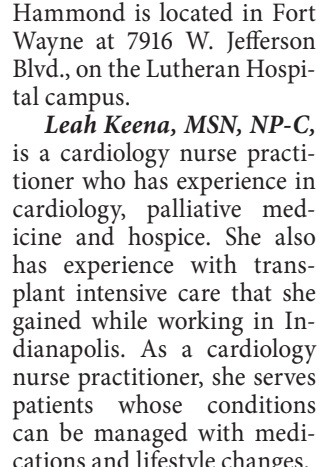 Hammond is located in Fort
Wayne at 7916 W. Jefferson
Blvd., on the Lutheran Hospi-
tal campus.
Leah Keena, MSN, NP-C,
is a cardiology nurse practi-
tioner who has experience in
cardiology, palliative med-
icine and hospice. She also
has experience with trans-
plant intensive care that she
gained while working in In-
dianapolis. As a cardiology
nurse practitioner, she serves
patients whose conditions
can be managed with medi-
cations and lifestyle changes.